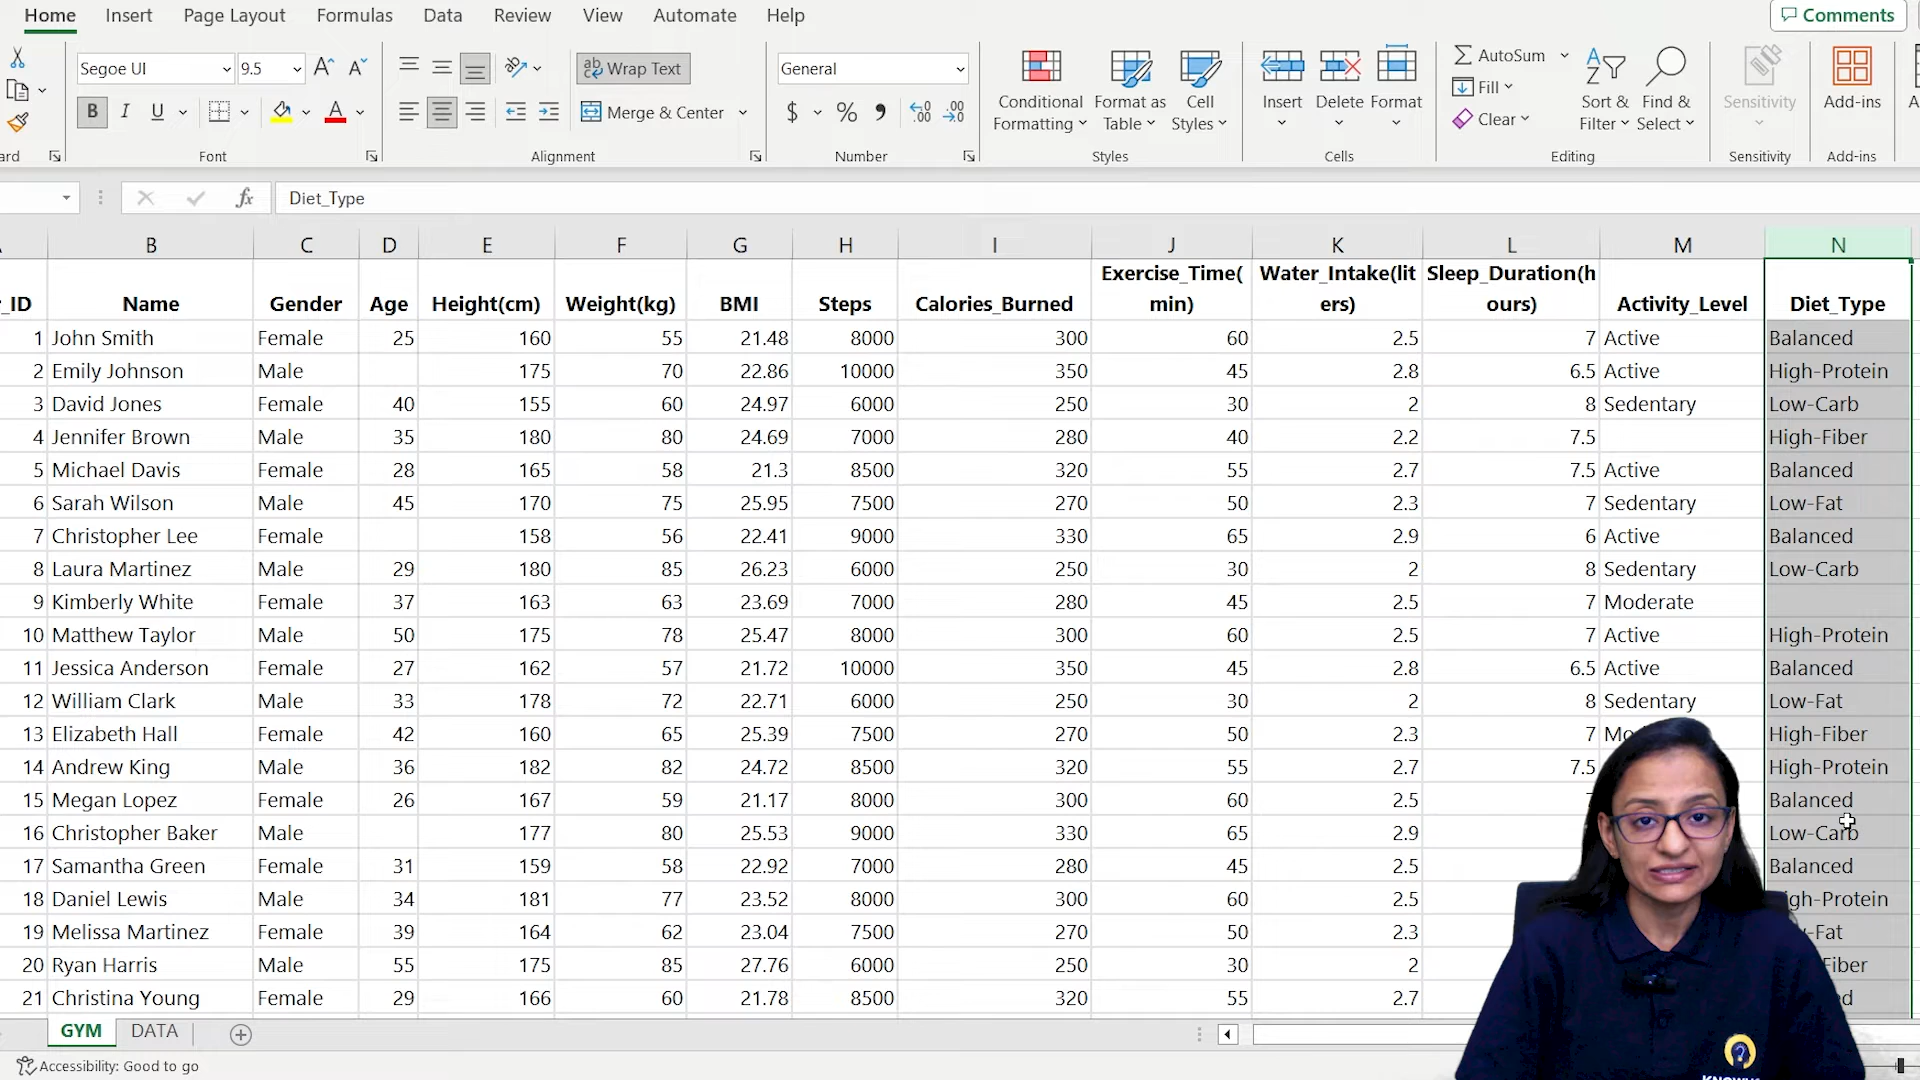 Home Insert Page Layout Formulas Data Review View Automate Help Comments
Segoe UI 9.5 Wrap Text General AutoSum
Fill
B I U Merge & Center $ % Conditional Formatting Format as Table Cell Styles Insert Delete Format Clear Sort & Filter Find & Select Sensitivity Add-ins
ard Font Alignment Number Styles Cells Editing Sensitivity Add-ins
fx Diet_Type
B C D E F G H I J K L M N
_ID Name Gender Age Height(cm) Weight(kg) BMI Steps Calories_Burned Exercise_Time(min) Water_Intake(liters) Sleep_Duration(hours) Activity_Level Diet_Type
1 John Smith Female 25 160 55 21.48 8000 300 60 2.5 7 Active Balanced
2 Emily Johnson Male 175 70 22.86 10000 350 45 2.8 6.5 Active High-Protein
3 David Jones Female 40 155 60 24.97 6000 250 30 2 8 Sedentary Low-Carb
4 Jennifer Brown Male 35 180 80 24.69 7000 280 40 2.2 7.5 High-Fiber
5 Michael Davis Female 28 165 58 21.3 8500 320 55 2.7 7.5 Active Balanced
6 Sarah Wilson Male 45 170 75 25.95 7500 270 50 2.3 7 Sedentary Low-Fat
7 Christopher Lee Female 158 56 22.41 9000 330 65 2.9 6 Active Balanced
8 Laura Martinez Male 29 180 85 26.23 6000 250 30 2 8 Sedentary Low-Carb
9 Kimberly White Female 37 163 63 23.69 7000 280 45 2.5 7 Moderate
10 Matthew Taylor Male 50 175 78 25.47 8000 300 60 2.5 7 Active High-Protein
11 Jessica Anderson Female 27 162 57 21.72 10000 350 45 2.8 6.5 Active Balanced
12 William Clark Male 33 178 72 22.71 6000 250 30 2 8 Sedentary Low-Fat
13 Elizabeth Hall Female 42 160 65 25.39 7500 270 50 2.3 7 High-Fiber
14 Andrew King Male 36 182 82 24.72 8500 320 55 2.7 7.5 High-Protein
15 Megan Lopez Female 26 167 59 21.17 8000 300 60 2.5 Balanced
16 Christopher Baker Male 177 80 25.53 9000 330 65 2.9 Low-Carb
17 Samantha Green Female 31 159 58 22.92 7000 280 45 2.5 Balanced
18 Daniel Lewis Male 34 181 77 23.52 8000 300 60 2.5 gh-Protein
19 Melissa Martinez Female 39 164 62 23.04 7500 270 50 2.3 -Fat
20 Ryan Harris Male 55 175 85 27.76 6000 250 30 2 Fiber
21 Christina Young Female 29 166 60 21.78 8500 320 55 2.7 ed
GYM DATA
Accessibility: Good to go